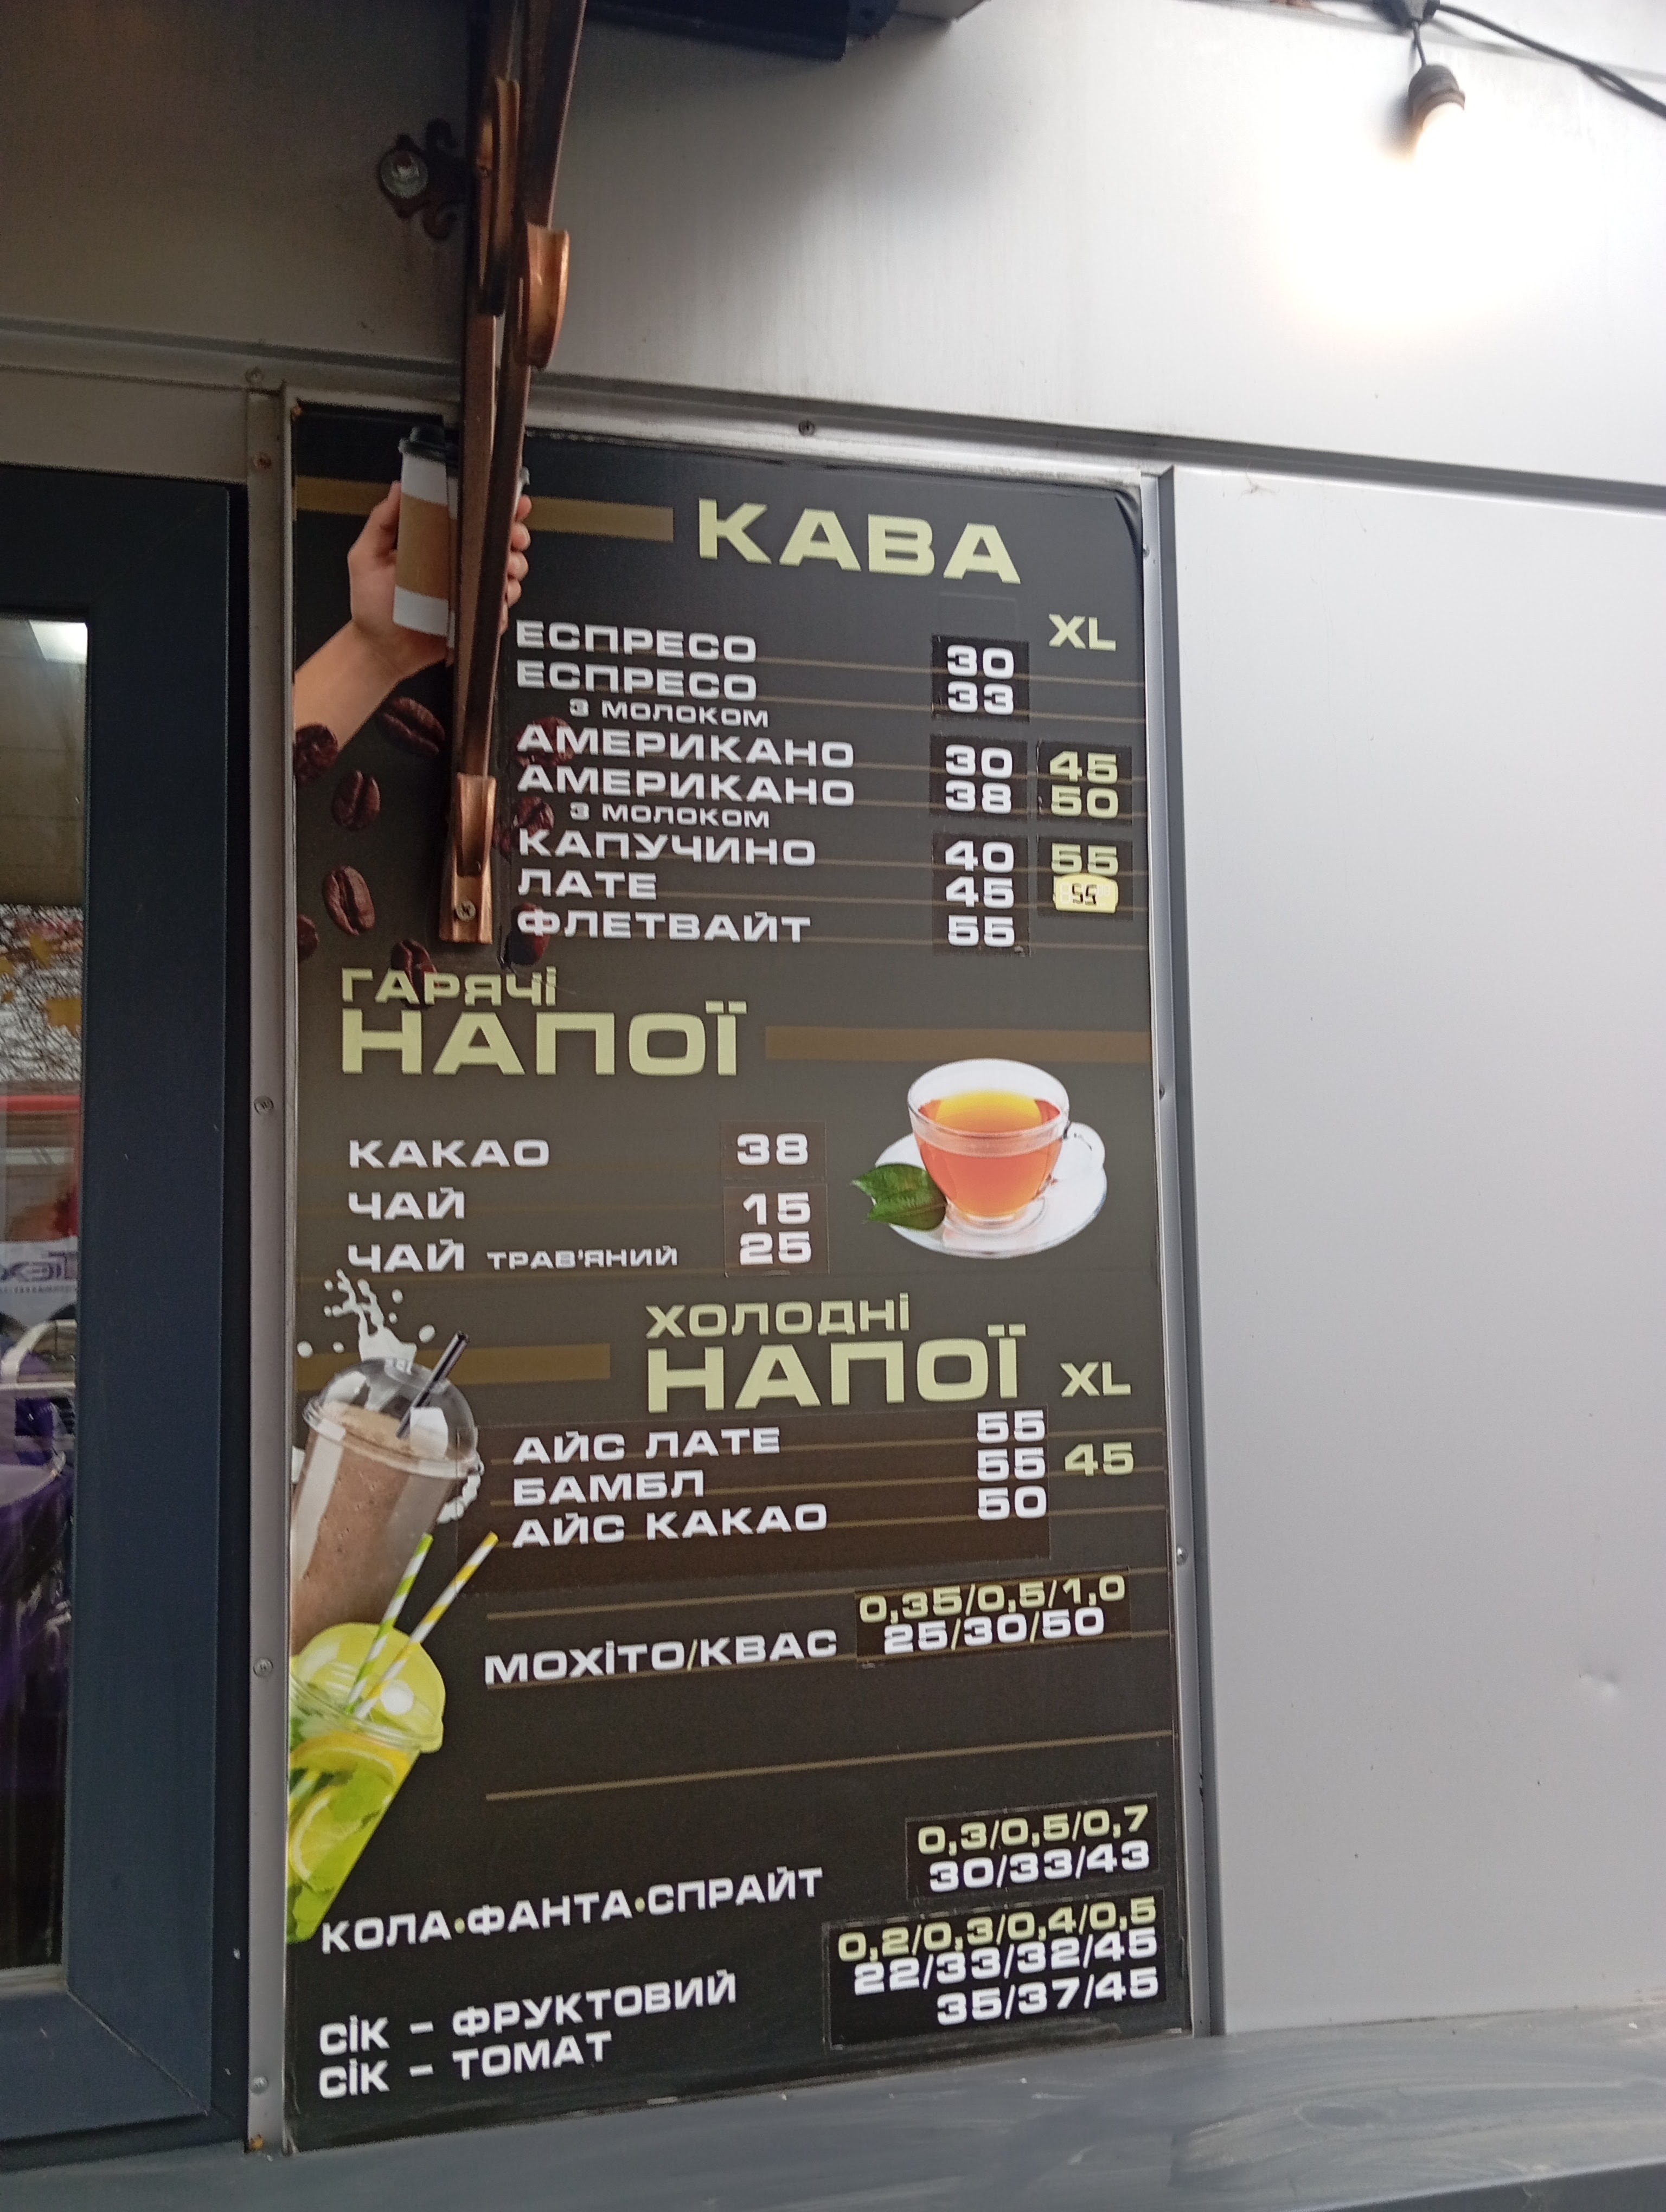 КАВА
XL
ЕСПРЕСО 30
ЕСПРЕСО 33
З МОЛОКОМ
АМЕРИКАНО 30 45
АМЕРИКАНО 38 50
З МОЛОКОМ
КАПУЧИНО 40 55
ЛАТЕ 45 55
ФЛЕТВАЙТ 55
ГАРЯЧІ
НАПОЇ
КАКАО 38
ЧАЙ 15
ЧАЙ ТРАВ'ЯНИЙ 25
ХОЛОДНІ
НАПОЇ XL
АЙС ЛАТЕ 55
БАМБЛ 55 45
АЙС КАКАО 50
0,35/0,5/1,0
МОХІТО/КВАС 25/30/50
0,3/0,5/0,7
КОЛА•ФАНТА•СПРАЙТ 30/33/43
0,2/0,3/0,4/0,5
СІК - ФРУКТОВИЙ 22/33/32/45
СІК - ТОМАТ 35/37/45